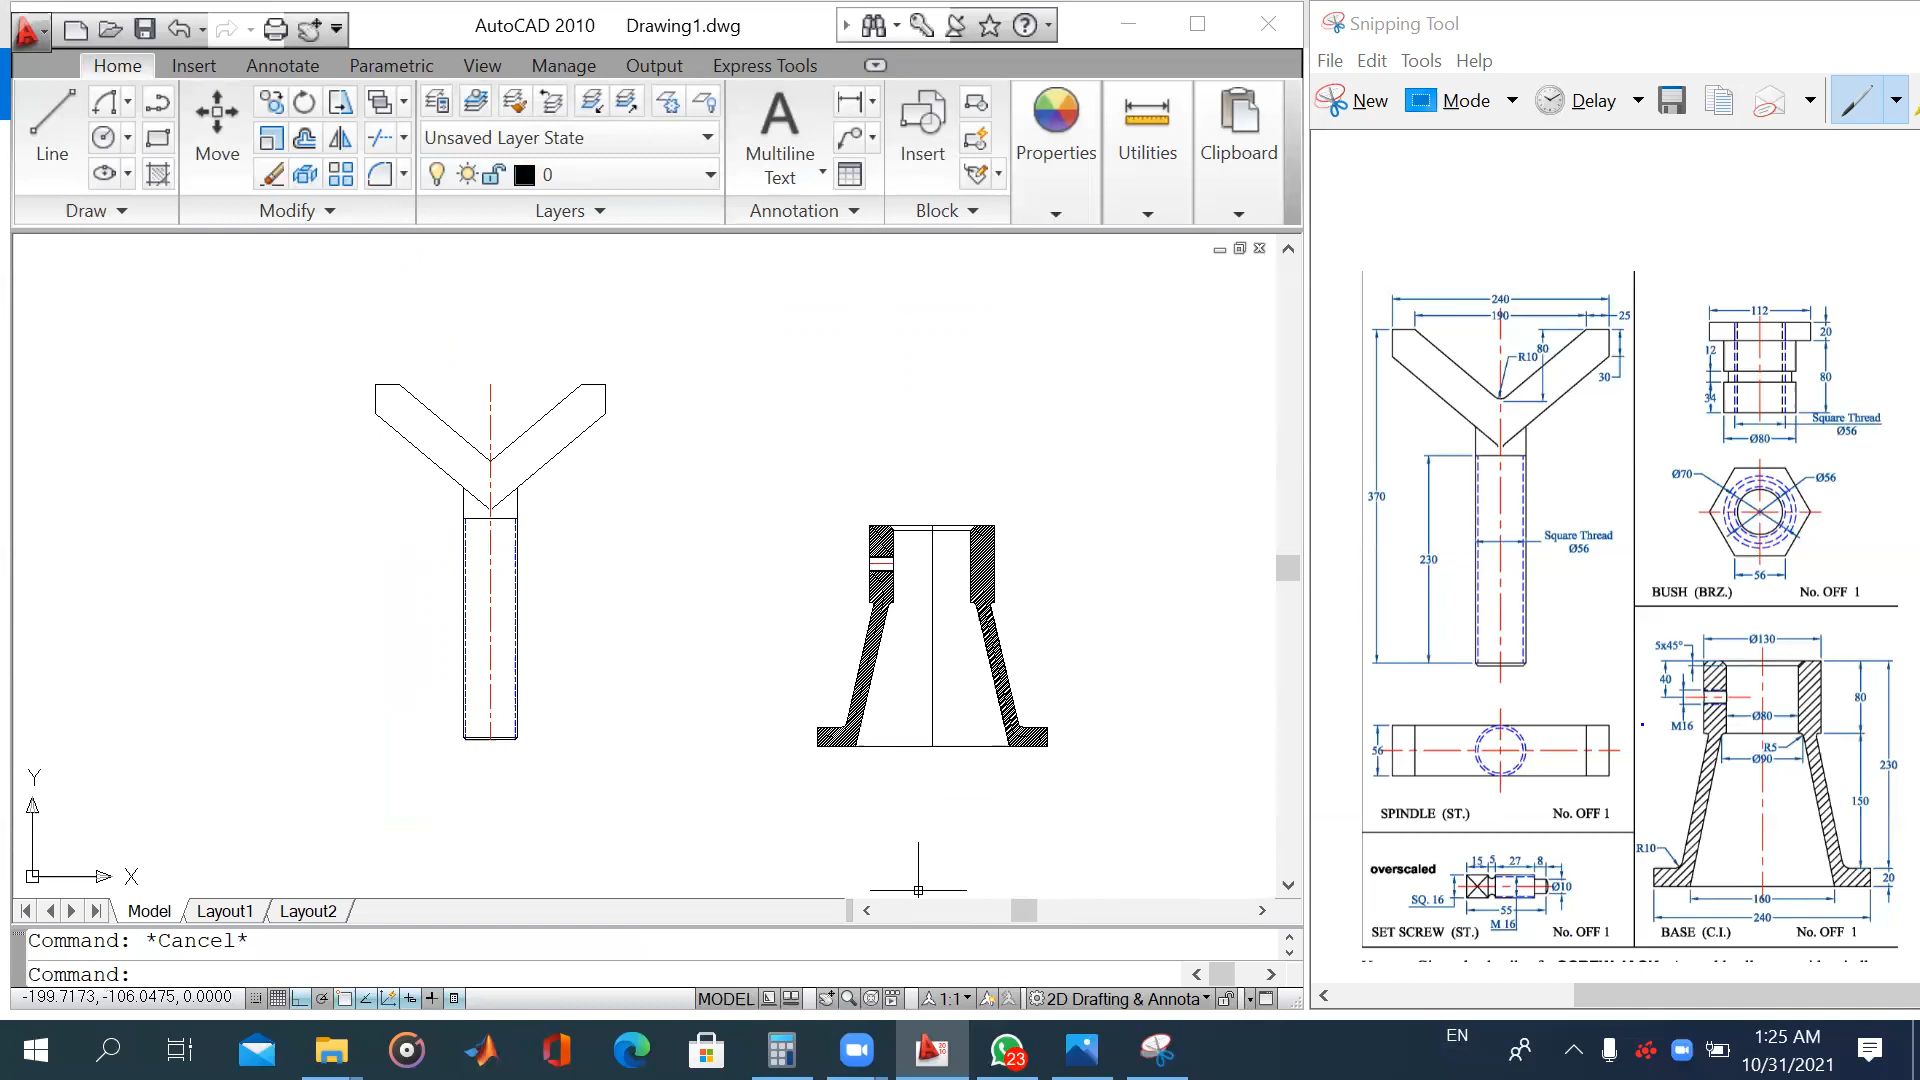 AutoCAD 2010 Drawing1.dwg
Home Insert Annotate Parametric View Manage Output Express Tools
Line
Move
Unsaved Layer State
0
Multiline
Text
Insert
Properties
Utilities
Clipboard
Draw Modify Layers Annotation Block
Y
X
Model Layout1 Layout2
Command: *Cancel*
Command:
-199.7173, -106.0475, 0.0000
MODEL
1:1
2D Drafting & Annota
Snipping Tool
File Edit Tools Help
New Mode Delay
240
190
25
R10
80
30
370
230
Square Thread
Ø56
56
SPINDLE (ST.) No. OFF 1
112
20
12
80
34
Square Thread
Ø56
Ø80
Ø70
Ø56
56
BUSH (BRZ.) No. OFF 1
overscaled
15 5 27 8
Ø10
SQ. 16
55
M 16
SET SCREW (ST.) No. OFF 1
Ø130
5x45°
40
80
M16
Ø80
R5
Ø90
230
150
R10
20
160
240
BASE (C.I.) No. OFF 1
23
2010
EN
1:25 AM
10/31/2021